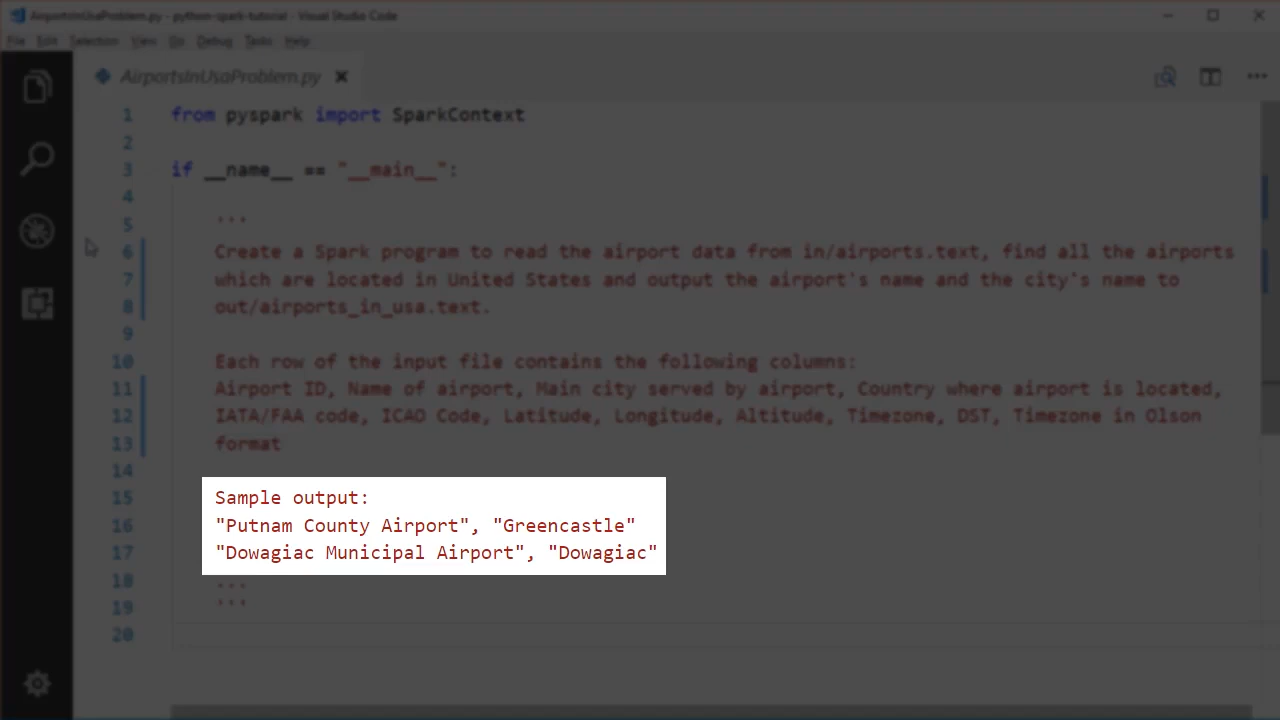 AirportsInUsaProblem.py - python-spark-tutorial - Visual Studio Code
File Edit Selection View Go Debug Tasks Help
AirportsInUsaProblem.py
1 from pyspark import SparkContext
2
3 if __name__ == "__main__":
4
5 '''
6 Create a Spark program to read the airport data from in/airports.text, find all the airports
7 which are located in United States and output the airport's name and the city's name to
8 out/airports_in_usa.text.
9
10 Each row of the input file contains the following columns:
11 Airport ID, Name of airport, Main city served by airport, Country where airport is located,
12 IATA/FAA code, ICAO Code, Latitude, Longitude, Altitude, Timezone, DST, Timezone in Olson
13 format
14
15 Sample output:
16 "Putnam County Airport", "Greencastle"
17 "Dowagiac Municipal Airport", "Dowagiac"
18 ...
19 '''
20